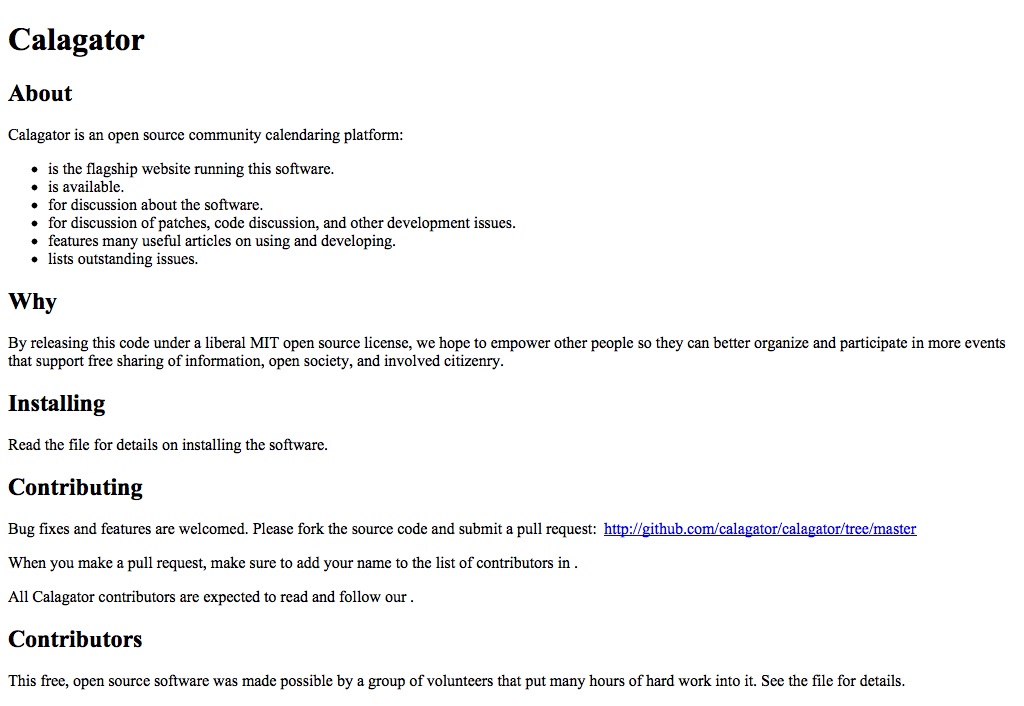 Calagator
About
Calagator is an open source community calendaring platform:
• is the flagship website running this software.
• is available.
• for discussion about the software.
• for discussion of patches, code discussion, and other development issues.
• features many useful articles on using and developing.
• lists outstanding issues.
Why
By releasing this code under a liberal MIT open source license, we hope to empower other people so they can better organize and participate in more events
that support free sharing of information, open society, and involved citizenry.
Installing
Read the file for details on installing the software.
Contributing
Bug fixes and features are welcomed. Please fork the source code and submit a pull request: http://github.com/calagator/calagator/tree/master
When you make a pull request, make sure to add your name to the list of contributors in .
All Calagator contributors are expected to read and follow our .
Contributors
This free, open source software was made possible by a group of volunteers that put many hours of hard work into it. See the file for details.